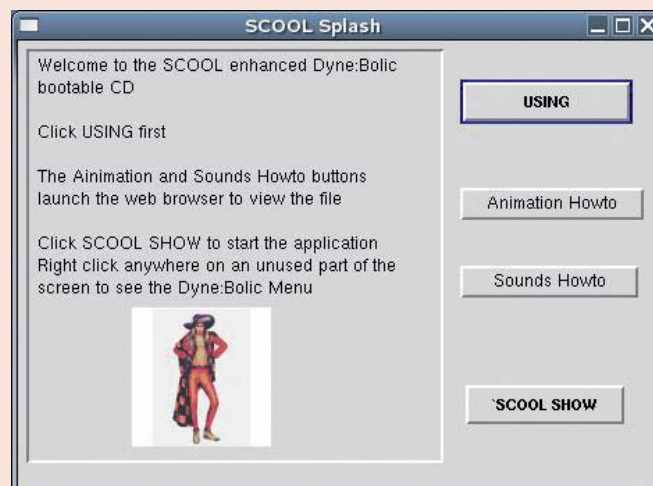 SCOOL Splash
Welcome to the SCOOL enhanced Dyne:Bolic
bootable CD
Click USING first
The Ainimation and Sounds Howto buttons
launch the web browser to view the file
Click SCOOL SHOW to start the application
Right click anywhere on an unused part of the
screen to see the Dyne:Bolic Menu
USING
Animation Howto
Sounds Howto
`SCOOL SHOW